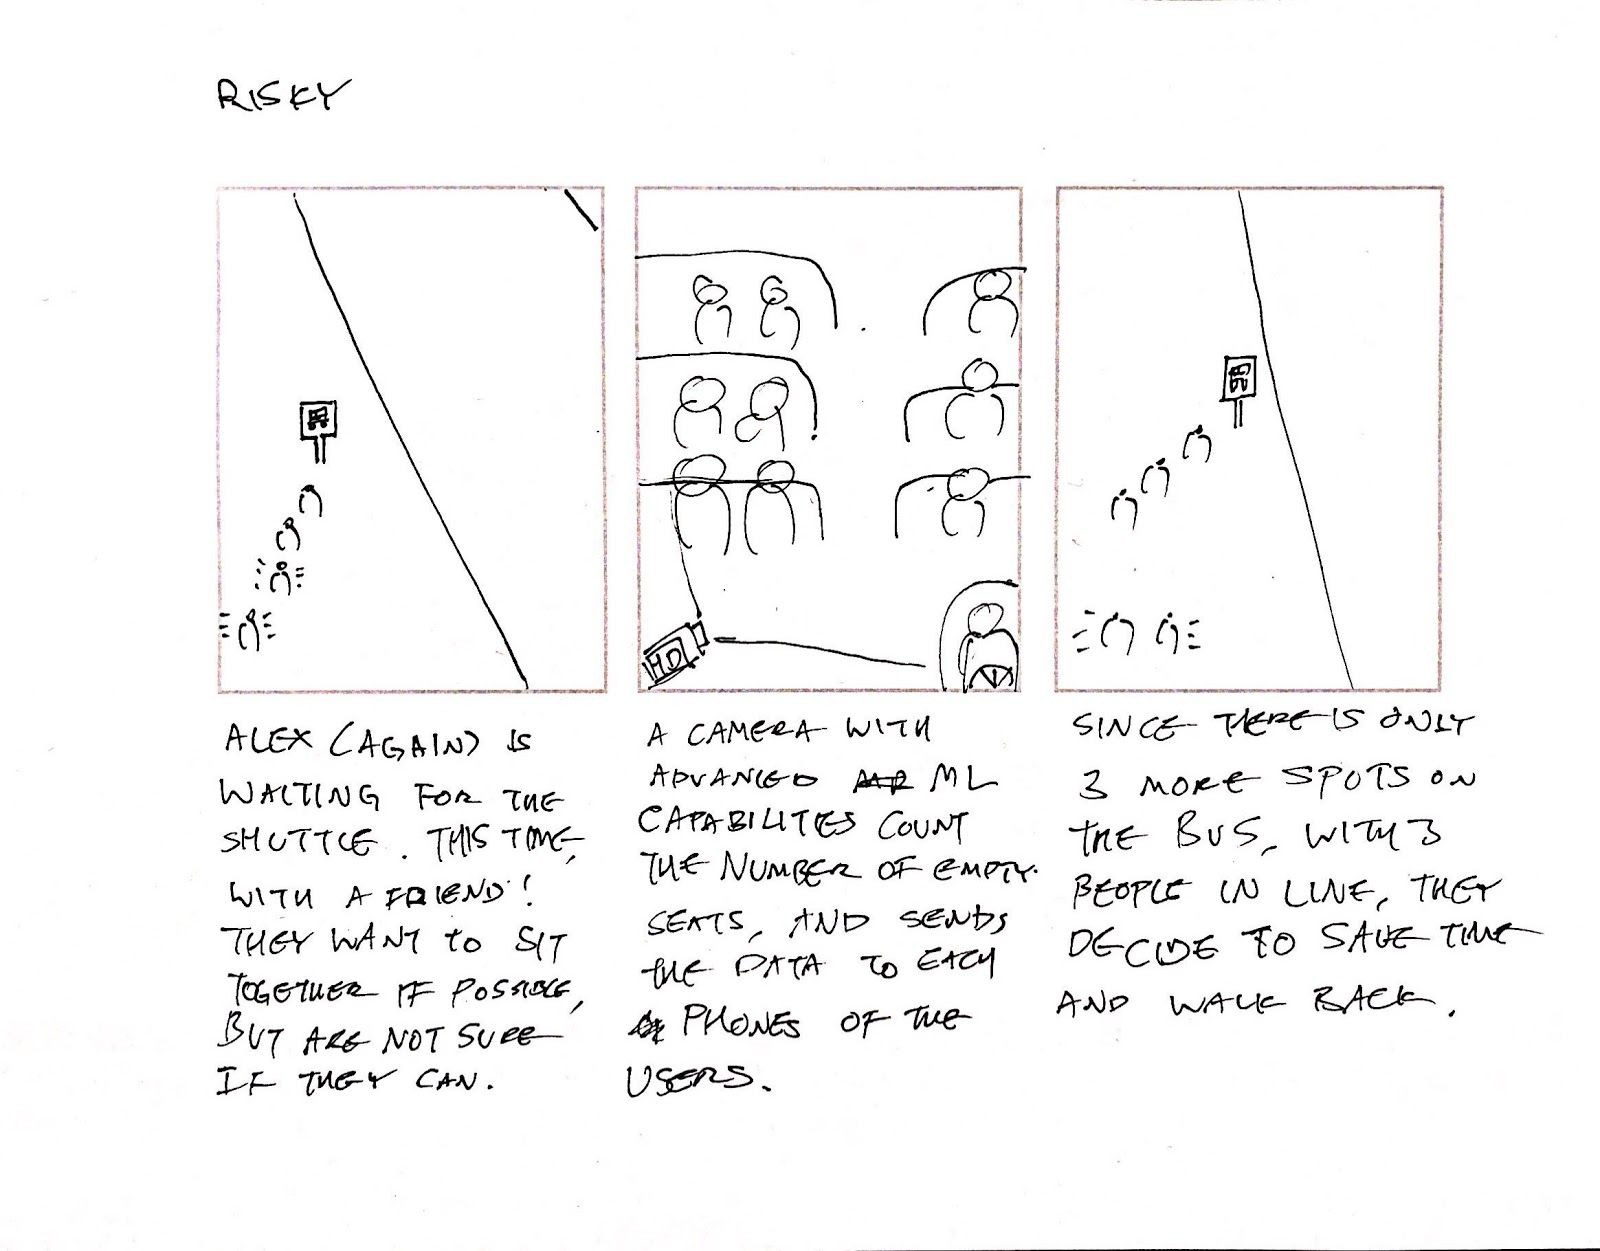 RISKY
ALEX (AGAIN) IS
WAITING FOR THE
SHUTTLE. THIS TIME,
WITH A FRIEND!
THEY WANT TO SIT
TOGETHER IF POSSIBLE,
BUT ARE NOT SURE
IF THEY CAN.
HD
A CAMERA WITH
ADVANCED ML
CAPABILITIES COUNT
THE NUMBER OF EMPTY
SEATS, AND SENDS
THE DATA TO EACH
PHONES OF THE
USERS.
SINCE THERE IS ONLY
3 MORE SPOTS ON
THE BUS, WITH 3
PEOPLE IN LINE, THEY
DECIDE TO SAVE TIME
AND WALK BACK.